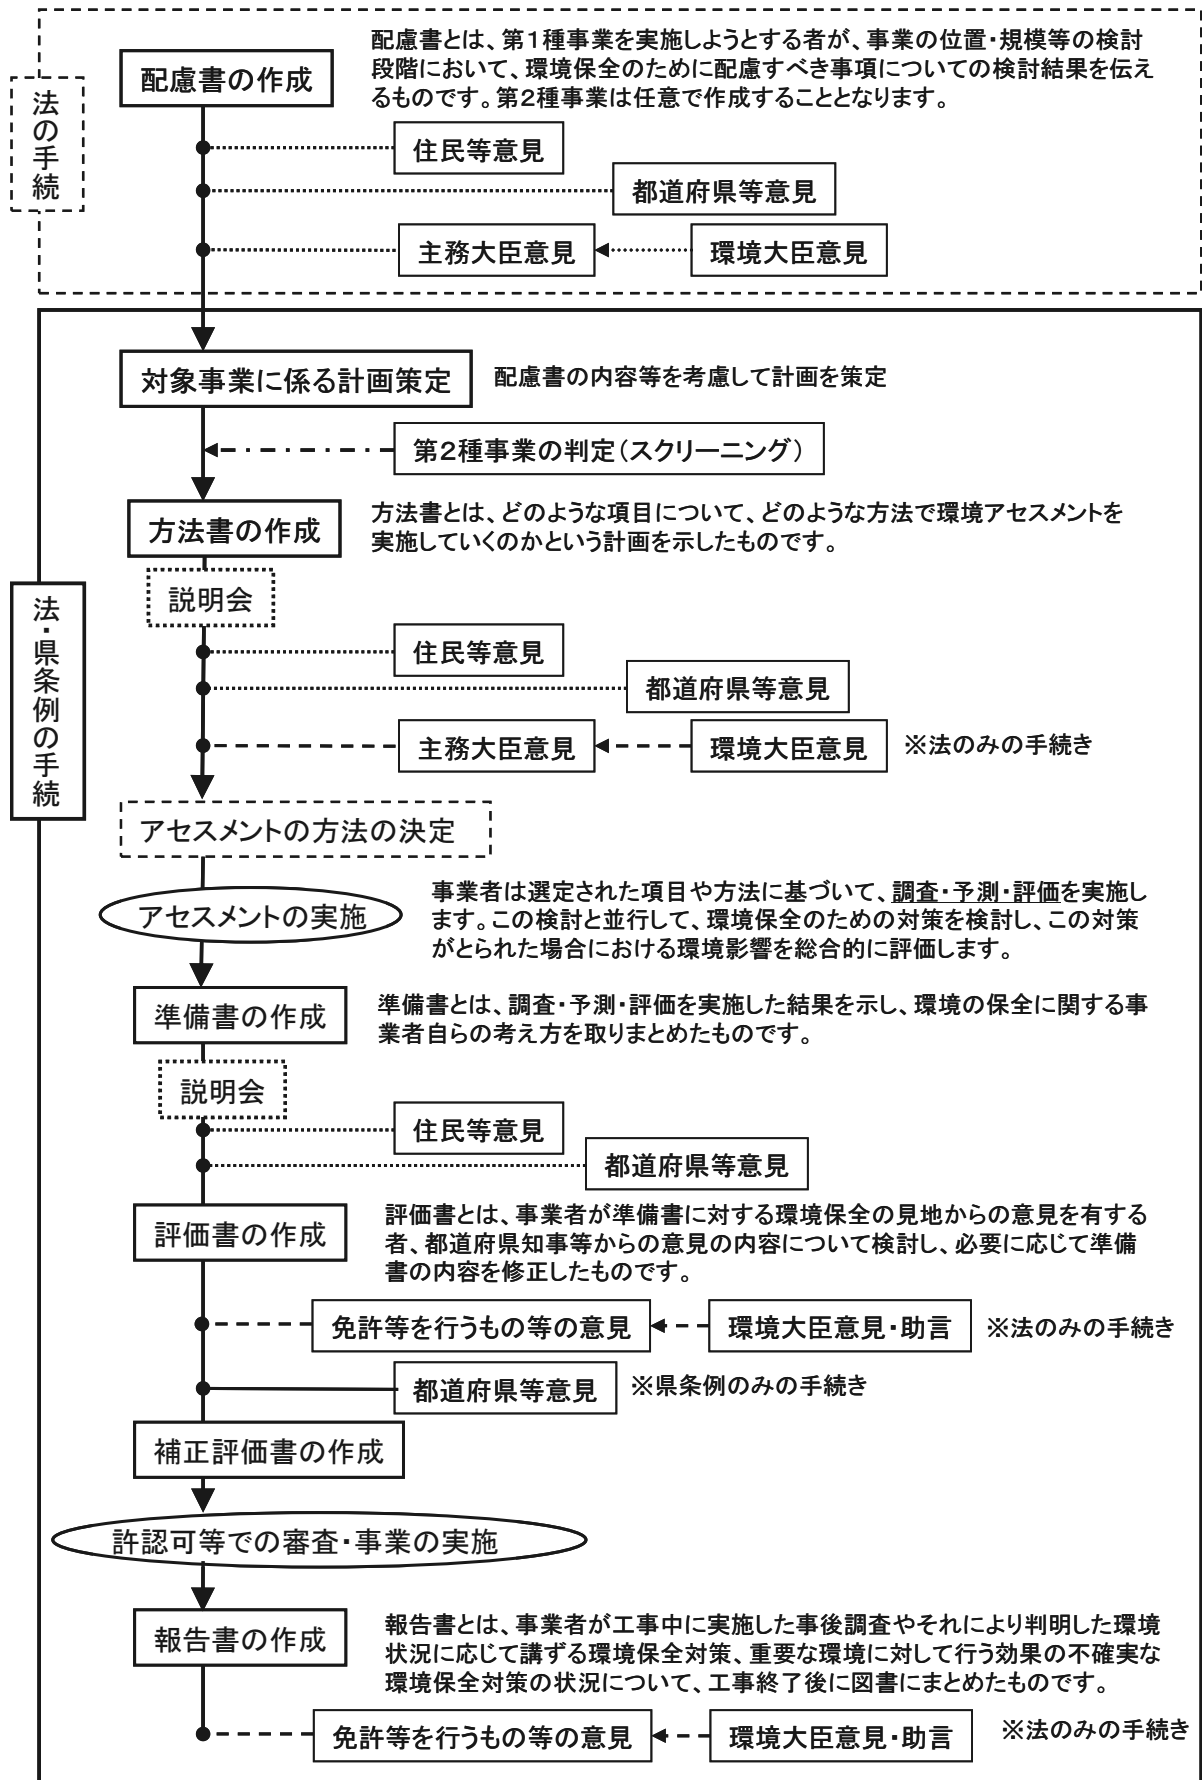 法の手続
配慮書の作成
配慮書とは、第1種事業を実施しようとする者が、事業の位置・規模等の検討
段階において、環境保全のために配慮すべき事項についての検討結果を伝え
るものです。第2種事業は任意で作成することとなります。
住民等意見
都道府県等意見
主務大臣意見
環境大臣意見
法・県条例の手続
対象事業に係る計画策定
配慮書の内容等を考慮して計画を策定
第2種事業の判定(スクリーニング)
方法書の作成
方法書とは、どのような項目について、どのような方法で環境アセスメントを
実施していくのかという計画を示したものです。
説明会
住民等意見
都道府県等意見
主務大臣意見
環境大臣意見
※法のみの手続き
アセスメントの方法の決定
アセスメントの実施
事業者は選定された項目や方法に基づいて、調査・予測・評価を実施し
ます。この検討と並行して、環境保全のための対策を検討し、この対策
がとられた場合における環境影響を総合的に評価します。
準備書の作成
準備書とは、調査・予測・評価を実施した結果を示し、環境の保全に関する事
業者自らの考え方を取りまとめたものです。
説明会
住民等意見
都道府県等意見
評価書の作成
評価書とは、事業者が準備書に対する環境保全の見地からの意見を有する
者、都道府県知事等からの意見の内容について検討し、必要に応じて準備
書の内容を修正したものです。
免許等を行うもの等の意見
環境大臣意見・助言
※法のみの手続き
都道府県等意見
※県条例のみの手続き
補正評価書の作成
許認可等での審査・事業の実施
報告書の作成
報告書とは、事業者が工事中に実施した事後調査やそれにより判明した環境
状況に応じて講ずる環境保全対策、重要な環境に対して行う効果の不確実な
環境保全対策の状況について、工事終了後に図書にまとめたものです。
免許等を行うもの等の意見
環境大臣意見・助言
※法のみの手続き